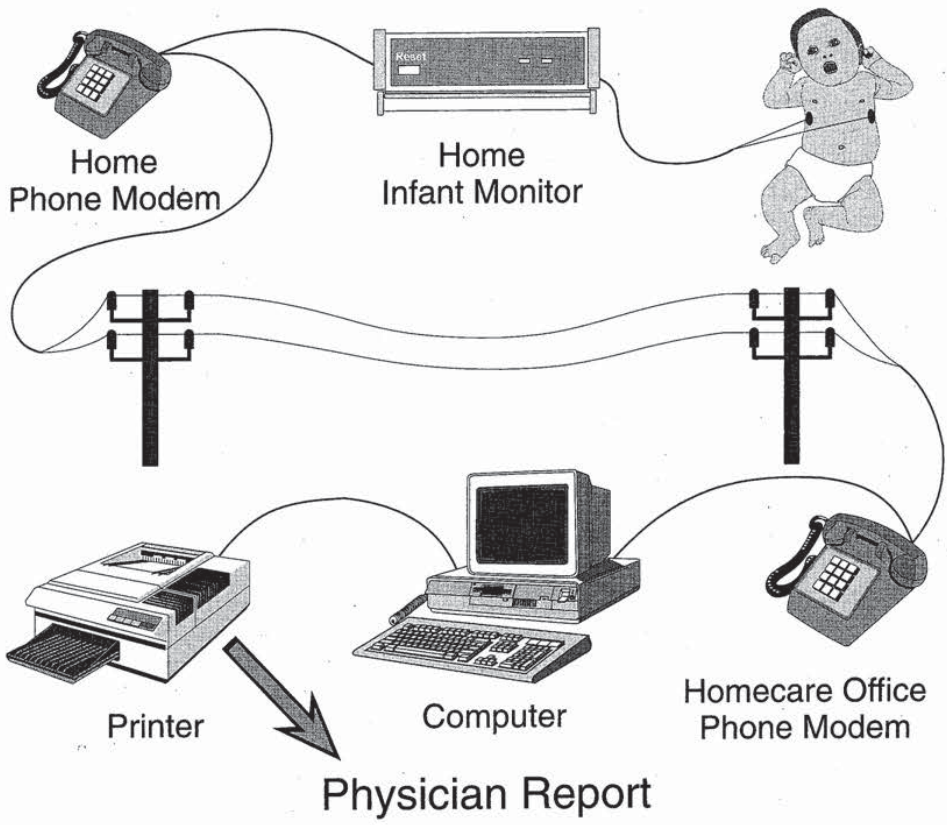 Reset
Home
Phone Modem
Home
Infant Monitor
Printer
Computer
Homecare Office
Phone Modem
Physician Report